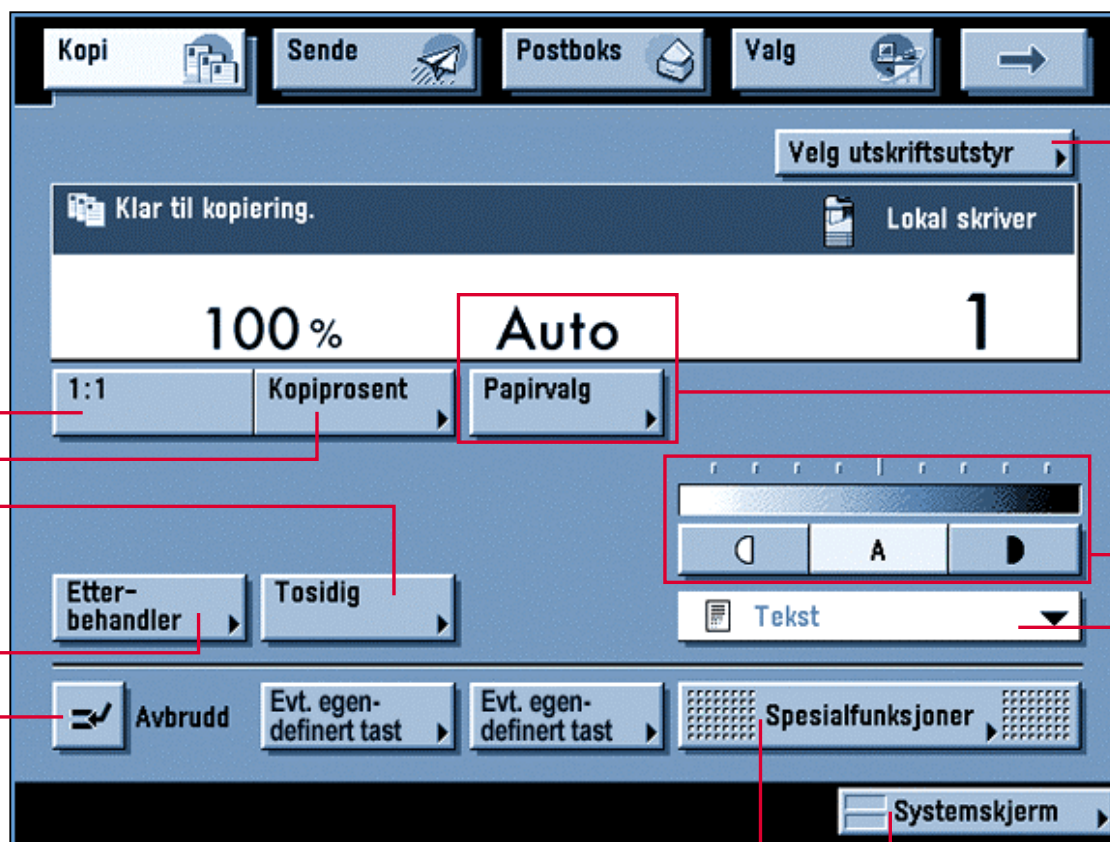 Kopi
Sende
Postboks
Valg
Velg utskriftsutstyr
Klar til kopiering.
Lokal skriver
100 %
Auto
1
1:1
Kopiprosent
Papirvalg
A
Etter-
behandler
Tosidig
Tekst
Avbrudd
Evt. egen-
definert tast
Evt. egen-
definert tast
Spesialfunksjoner
Systemskjerm